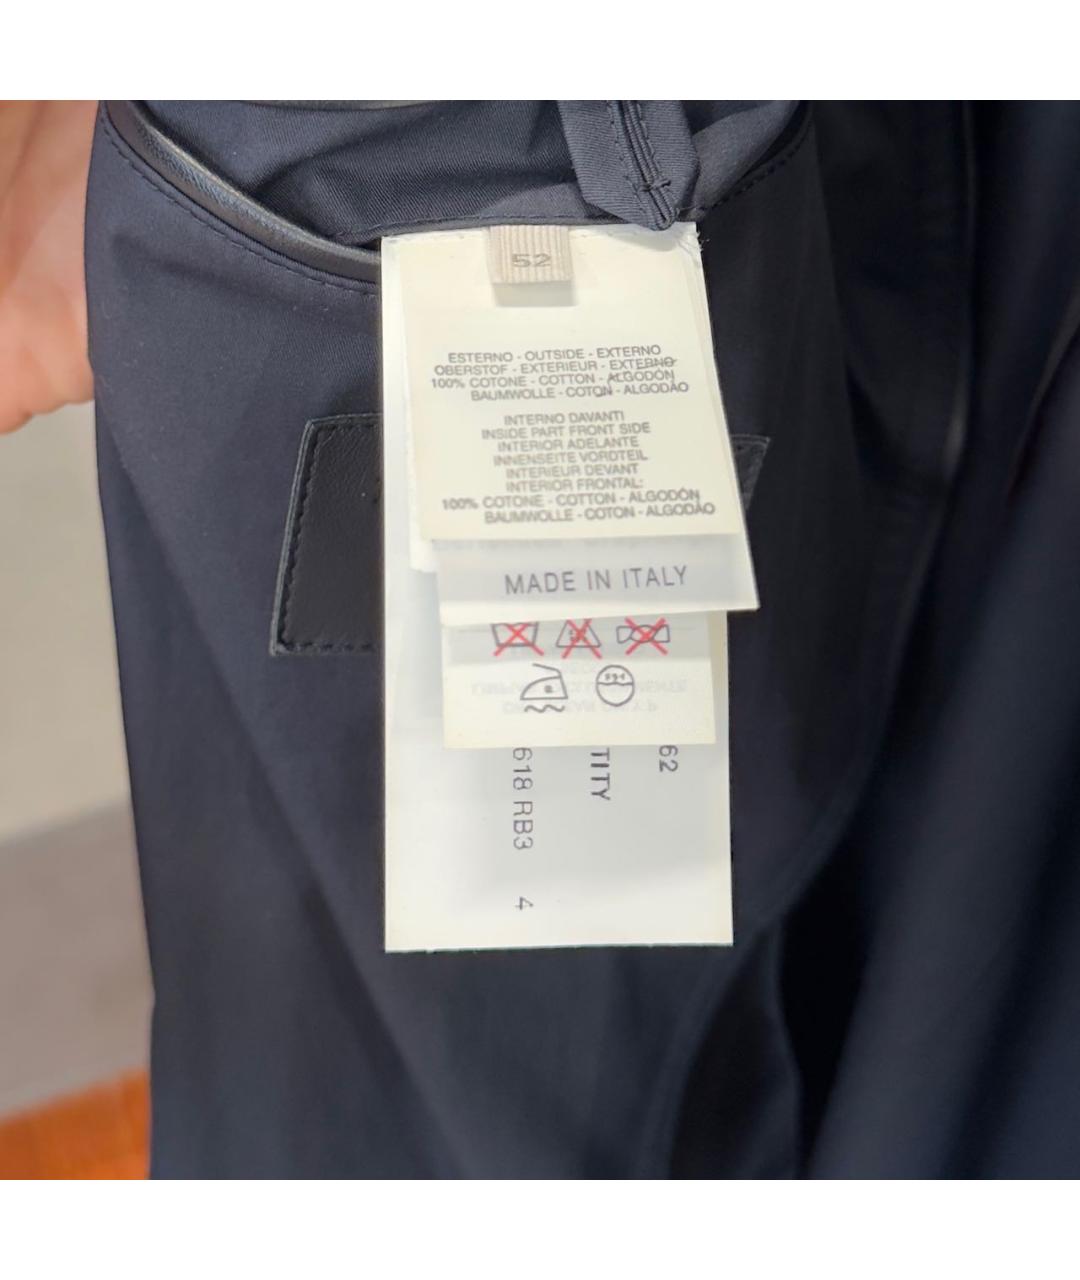 52
ESTERNO - OUTSIDE - EXTERNO
OBERSTOF - EXTERIEUR - EXTERNO
100% COTONE - COTTON - ALGODÓN
BAUMWOLLE - COTON - ALGODÃO
INTERNO DAVANTI
INSIDE PART FRONT SIDE
INTERIOR ADELANTE
INNENSEITE VORDTEIL
INTERIEUR DEVANT
INTERIOR FRONTAL:
100% COTONE - COTTON - ALGODÓN
BAUMWOLLE - COTON - ALGODÃO
MADE IN ITALY
62
TITY
618 RB3 4